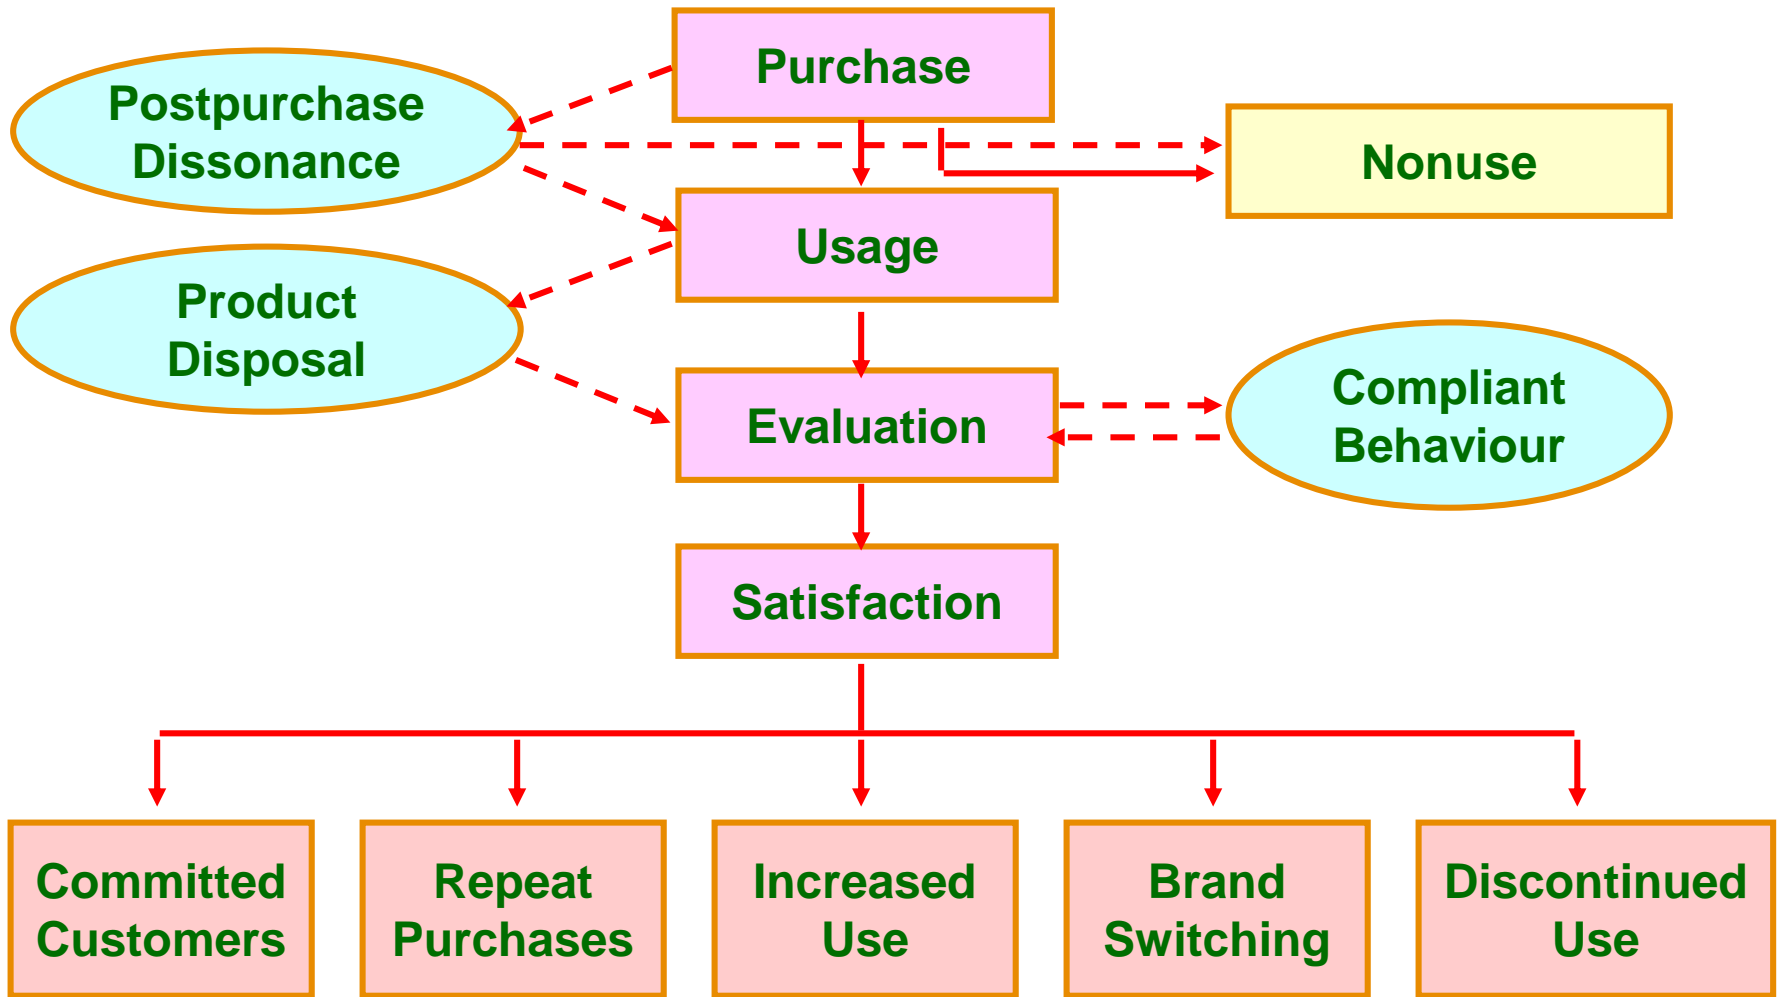 Purchase
Postpurchase
Dissonance
Nonuse
Usage
Product
Disposal
Compliant
Behaviour
Evaluation
Satisfaction
Committed
Customers
Repeat
Purchases
Increased
Use
Brand
Switching
Discontinued
Use